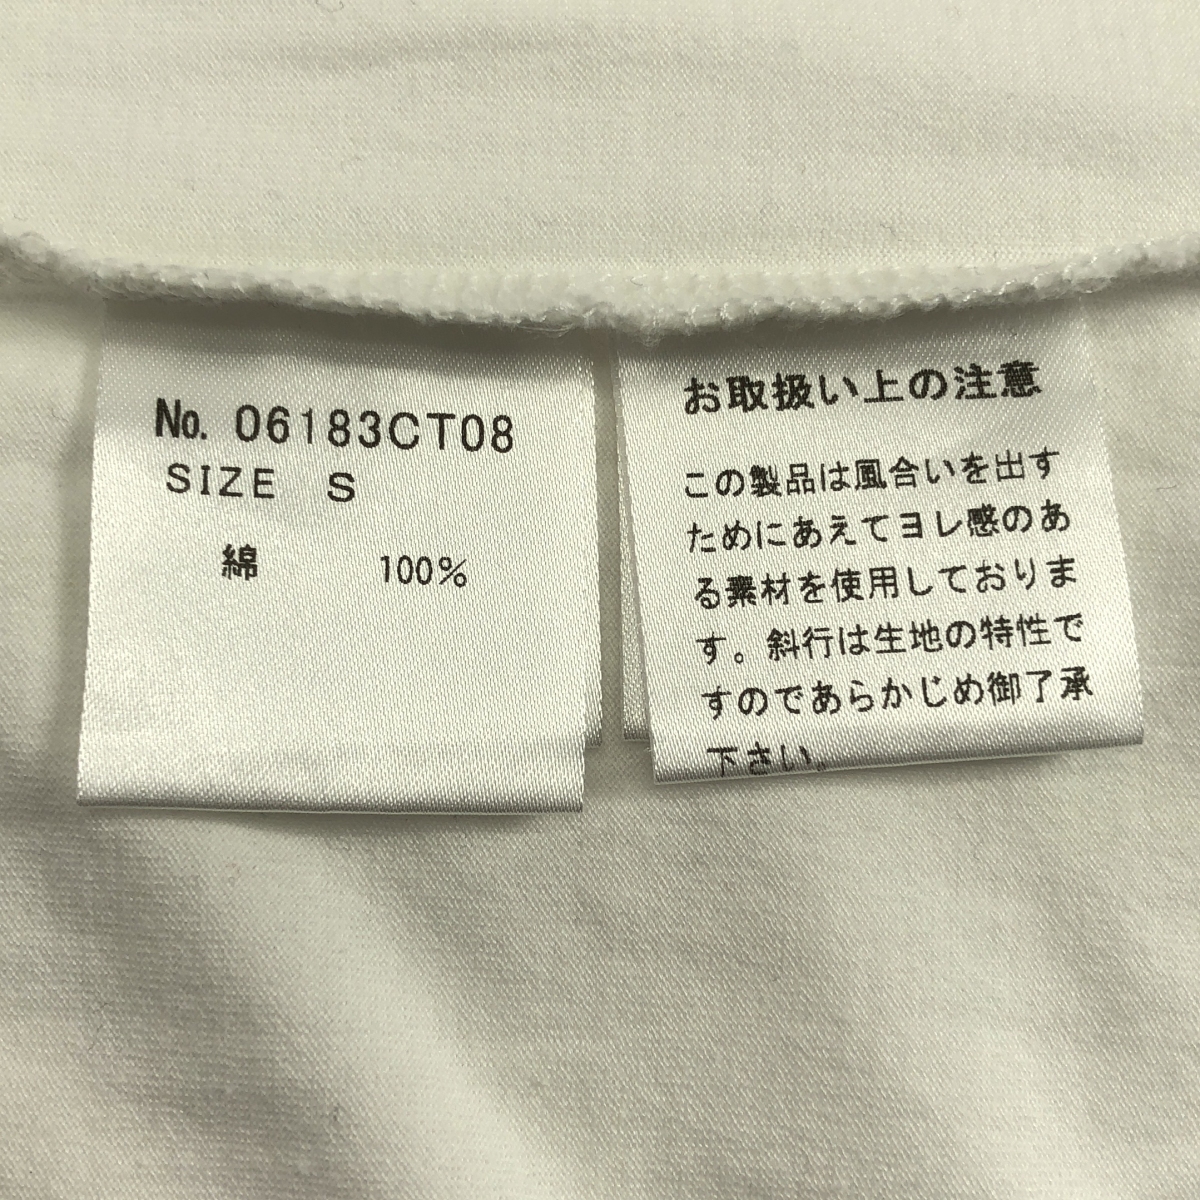 No. 06183CT08
SIZE S
綿 100%
お取扱い上の注意
この製品は風合いを出す
ためにあえてヨレ感のあ
る素材を使用しておりま
す。斜行は生地の特性で
すのであらかじめ御了承
下さい。